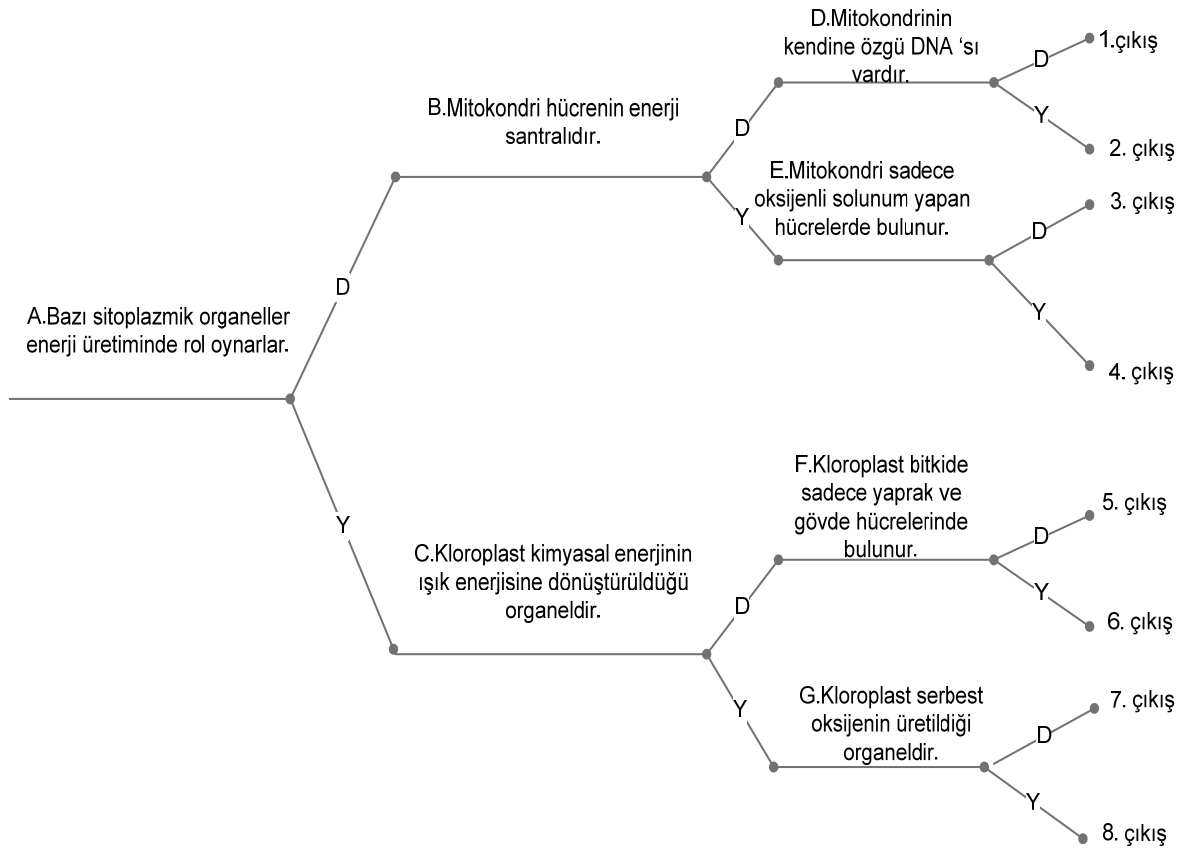 A.Bazı sitoplazmik organeller
enerji üretiminde rol oynarlar.
D
Y
B.Mitokondri hücrenin enerji
santralıdır.
D
Y
C.Kloroplast kimyasal enerjinin
ışık enerjisine dönüştürüldüğü
organeldir.
D
Y
D.Mitokondrinin
kendine özgü DNA ‘sı
vardır.
D
Y
1.çıkış
2. çıkış
E.Mitokondri sadece
oksijenli solunum yapan
hücrelerde bulunur.
D
Y
3. çıkış
4. çıkış
F.Kloroplast bitkide
sadece yaprak ve
gövde hücrelerinde
bulunur.
D
Y
5. çıkış
6. çıkış
G.Kloroplast serbest
oksijenin üretildiği
organeldir.
D
Y
7. çıkış
8. çıkış